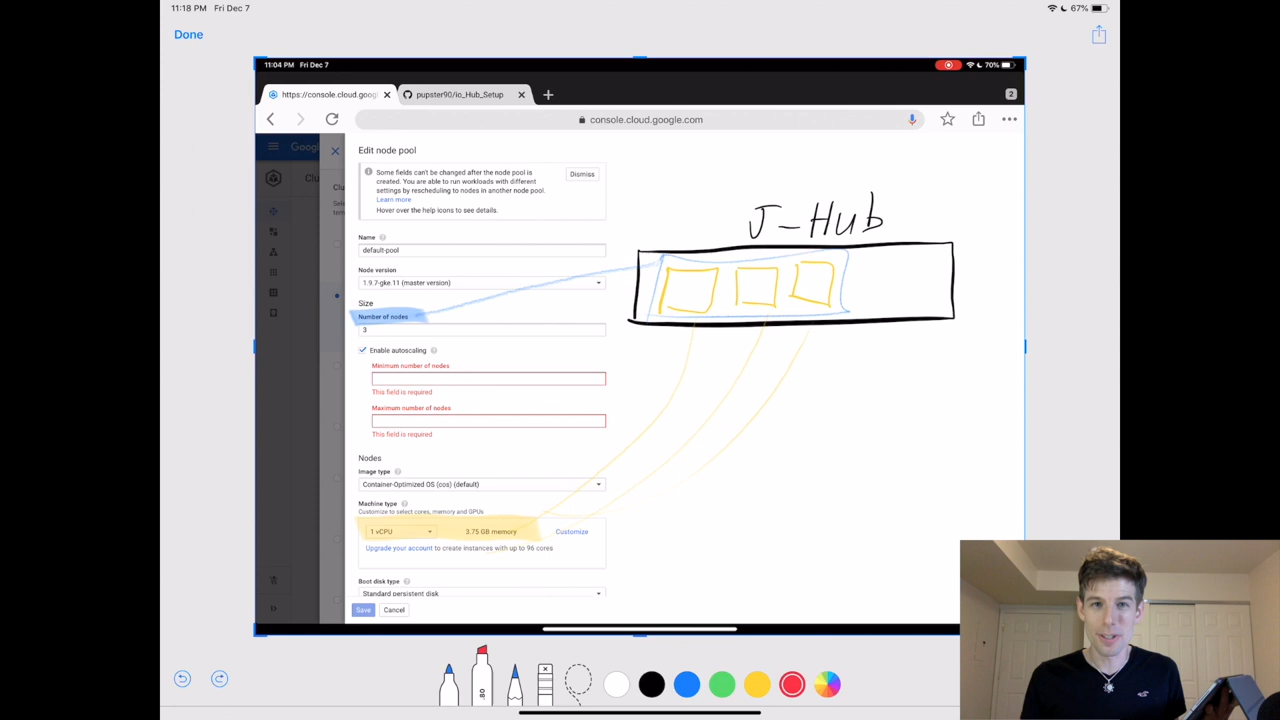 11:18 PM Fri Dec 7
67%
Done
11:04 PM Fri Dec 7
70%
https://console.cloud.goog
pupster90/io_Hub_Setup
2
console.cloud.google.com
Goog
Edit node pool
Clu
Some fields can't be changed after the node pool is
created. You are able to run workloads with different
settings by rescheduling to nodes in another node pool.
Learn more
Hover over the help icons to see details.
Dismiss
Clu
Sel
Name
default-pool
J-Hub
Node version
1.9.7-gke.11 (master version)
Size
Number of nodes
3
Enable autoscaling
Minimum number of nodes
This field is required
Maximum number of nodes
This field is required
Nodes
Image type
Container-Optimized OS (cos) (default)
Machine type
Customize to select cores, memory and GPUs
1 vCPU
3.75 GB memory
Customize
Upgrade your account to create instances with up to 96 cores
Boot disk type
Standard persistent disk
Save
Cancel
.80